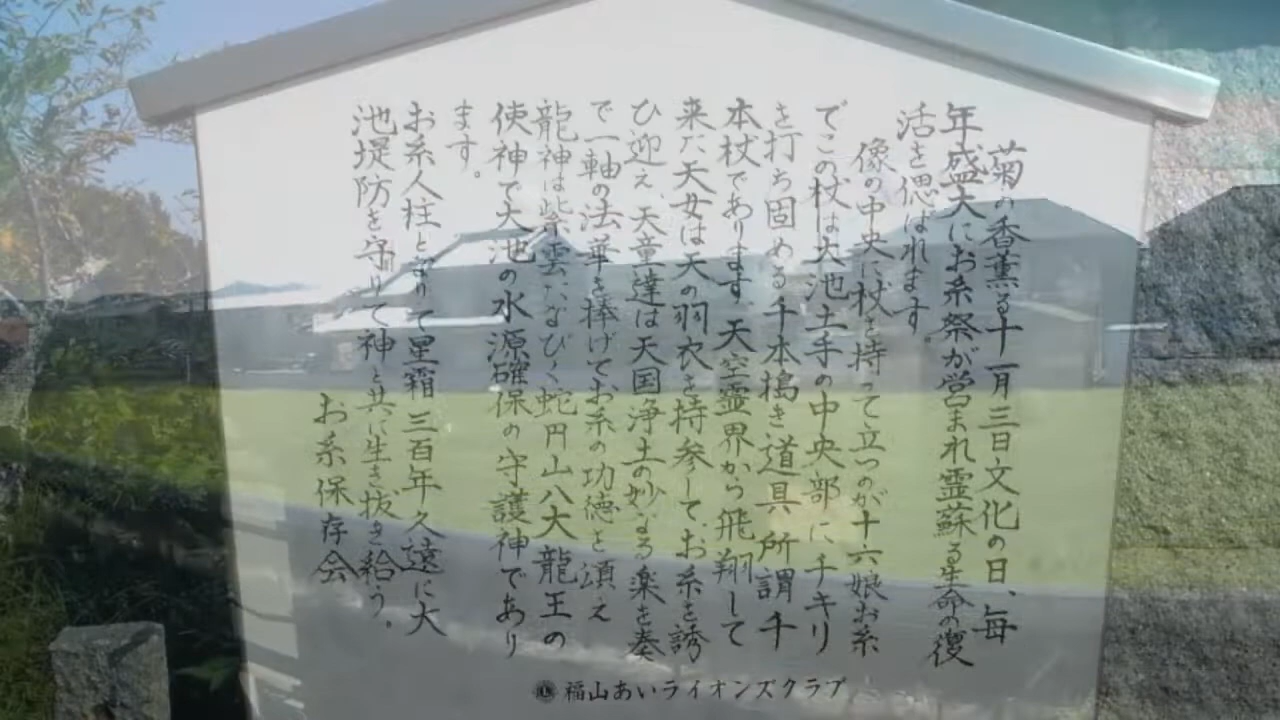 菊の香薫る十一月三日文化の日、毎
年盛大にお糸祭が営まれ霊蘇る生命の復
活を偲ばれます。
像の中央に杖を持って立つのが十六娘お糸
でこの杖は大池土手の中央部に千キリ
を打ち固める千本搗き道具所謂千
本杖であります、天空霊界から飛翔して
来た天女は天の羽衣を持参して、お糸を誘
ひ迎え、天童達は天国浄土の妙なる楽を奏
で一軸の法華を捧げてお糸の功徳を頌え
龍神は紫雲たなびく蛇円山八大龍王の
使神で大池の水源確保の守護神であり
ます。
お糸人柱となりて星霜三百年久遠に大
池堤防を守りて神と共に生き抜き給う。
お糸保存会
福山あいライオンズクラブ